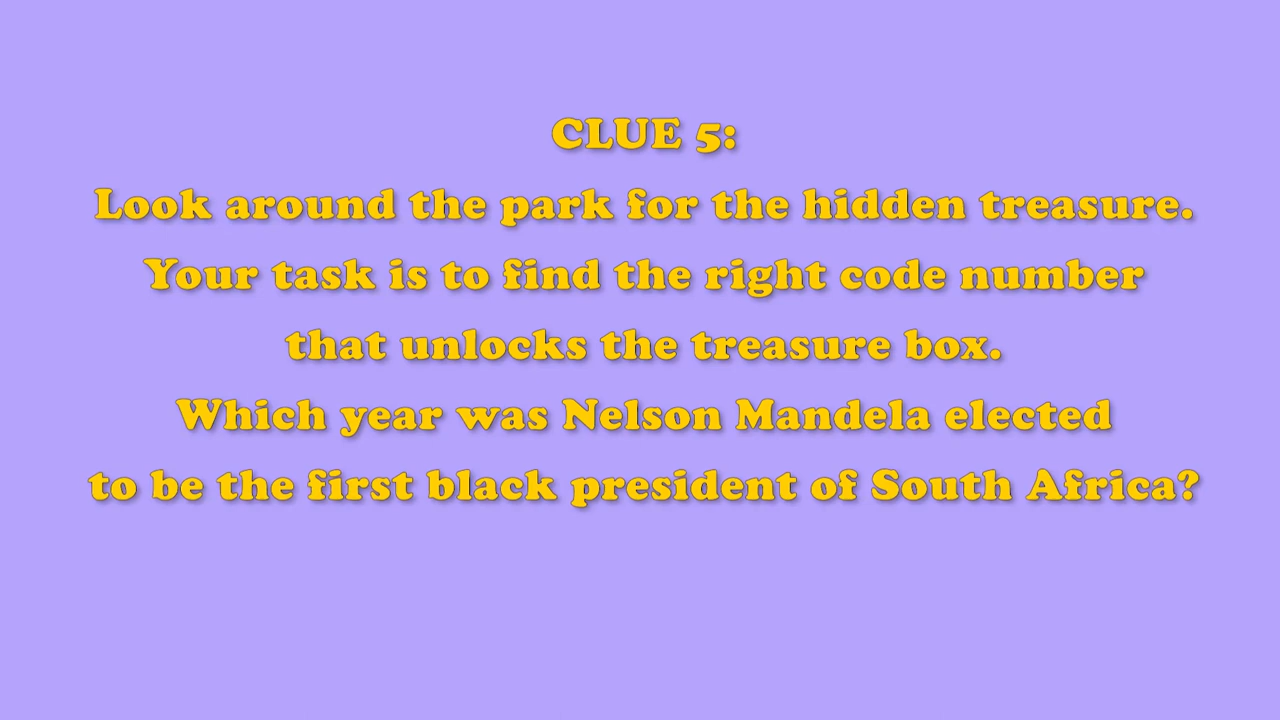 CLUE 5:
Look around the park for the hidden treasure.
Your task is to find the right code number
that unlocks the treasure box.
Which year was Nelson Mandela elected
to be the first black president of South Africa?